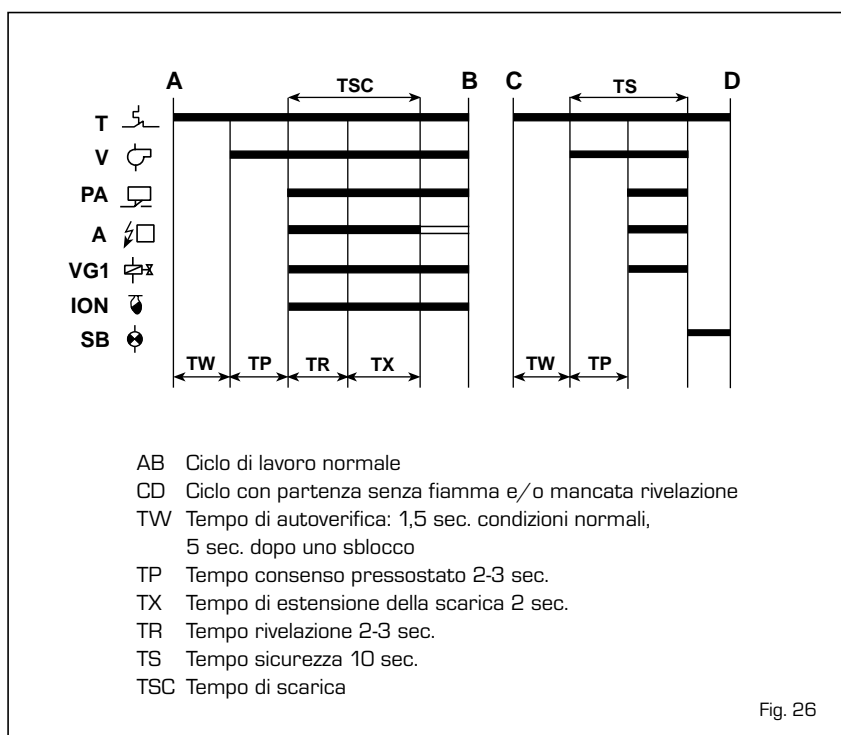 A TSC B C TS D
T
V
PA
A
VG1
ION
SB
TW TP TR TX TW TP
AB Ciclo di lavoro normale
CD Ciclo con partenza senza fiamma e/o mancata rivelazione
TW Tempo di autoverifica: 1,5 sec. condizioni normali,
5 sec. dopo uno sblocco
TP Tempo consenso pressostato 2-3 sec.
TX Tempo di estensione della scarica 2 sec.
TR Tempo rivelazione 2-3 sec.
TS Tempo sicurezza 10 sec.
TSC Tempo di scarica
Fig. 26